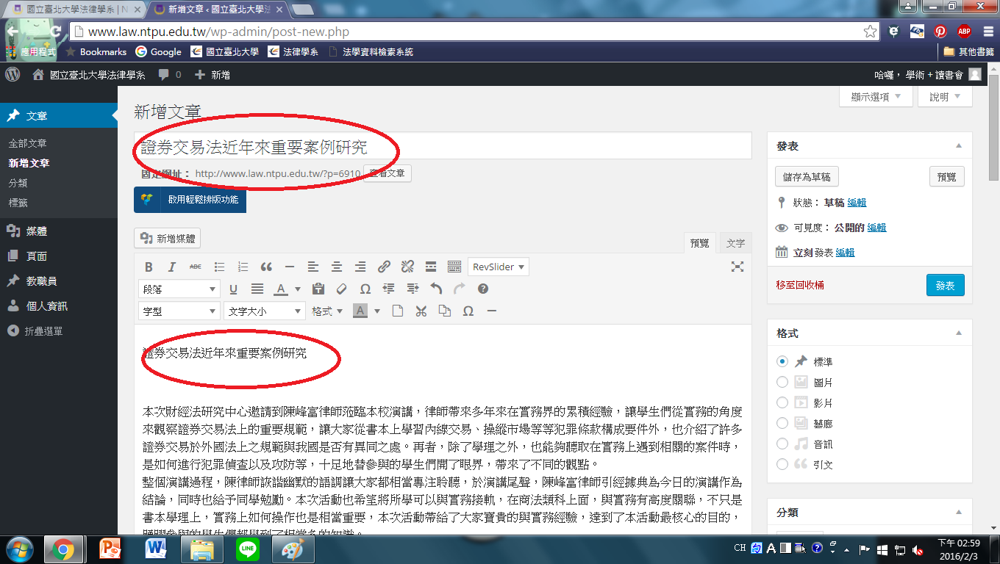 國立臺北大學法律學系 | N
新增文章 ‹ 國立臺北大學法
www.law.ntpu.edu.tw/wp-admin/post-new.php
應用程式 Bookmarks Google 國立臺北大學 法律學系 法學資料檢索系統 其他書籤
國立臺北大學法律學系 0 新增 哈囉， 學術 + 讀書會
顯示選項 說明
文章
全部文章
新增文章
分類
標籤
媒體
頁面
教職員
個人資訊
折疊選單
新增文章
證券交易法近年來重要案例研究
固定網址： http://www.law.ntpu.edu.tw/?p=6910 查看文章
啟用輕鬆排版功能
新增媒體
預覽 文字
B I ABC RevSlider
段落 U A
字型 文字大小 格式 A
證券交易法近年來重要案例研究
本次財經法研究中心邀請到陳峰富律師蒞臨本校演講，律師帶來多年來在實務界的累積經驗，讓學生們從實務的角度
來觀察證券交易法上的重要規範，讓大家從書本上學習內線交易、操縱市場等等犯罪條款構成要件外，也介紹了許多
證券交易於外國法上之規範與我國是否有異同之處。再者，除了學理之外，也能夠聽取在實務上遇到相關的案件時，
是如何進行犯罪偵查以及攻防等，十足地替參與的學生們開了眼界，帶來了不同的觀點。
整個演講過程，陳律師詼諧幽默的語調讓大家都相當專注聆聽，於演講尾聲，陳峰富律師引經據典為今日的演講作為
結論，同時也給予同學勉勵。本次活動也希望將所學可以與實務接軌，在商法類科上面，與實務有高度關聯，不只是
書本學理上，實務上如何操作也是相當重要，本次活動帶給了大家寶貴的與實務經驗，達到了本活動最核心的目的，
踴躍參與的學生們都學到了相當多的知識。
發表
儲存為草稿 預覽
狀態： 草稿 編輯
可見度： 公開的 編輯
立刻 發表 編輯
移至回收桶 發表
格式
標準
圖片
影片
藝廊
音訊
引文
分類
LINE
CH
下午 02:59
2016/2/3
ABP